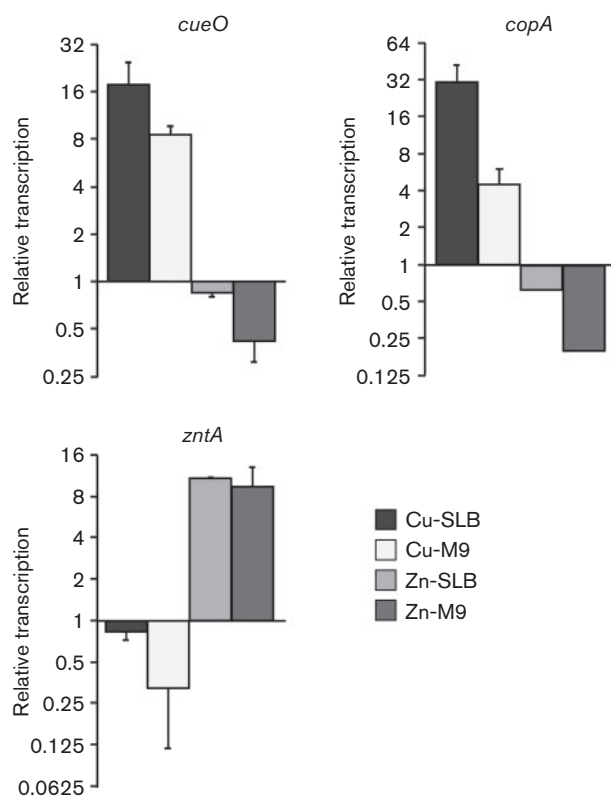 cueO
32
16
8
4
2
1
0.5
0.25
Relative transcription
copA
64
32
16
8
4
2
1
0.5
0.25
0.125
Relative transcription
zntA
16
8
4
2
1
0.5
0.25
0.125
0.0625
Relative transcription
Cu-SLB
Cu-M9
Zn-SLB
Zn-M9